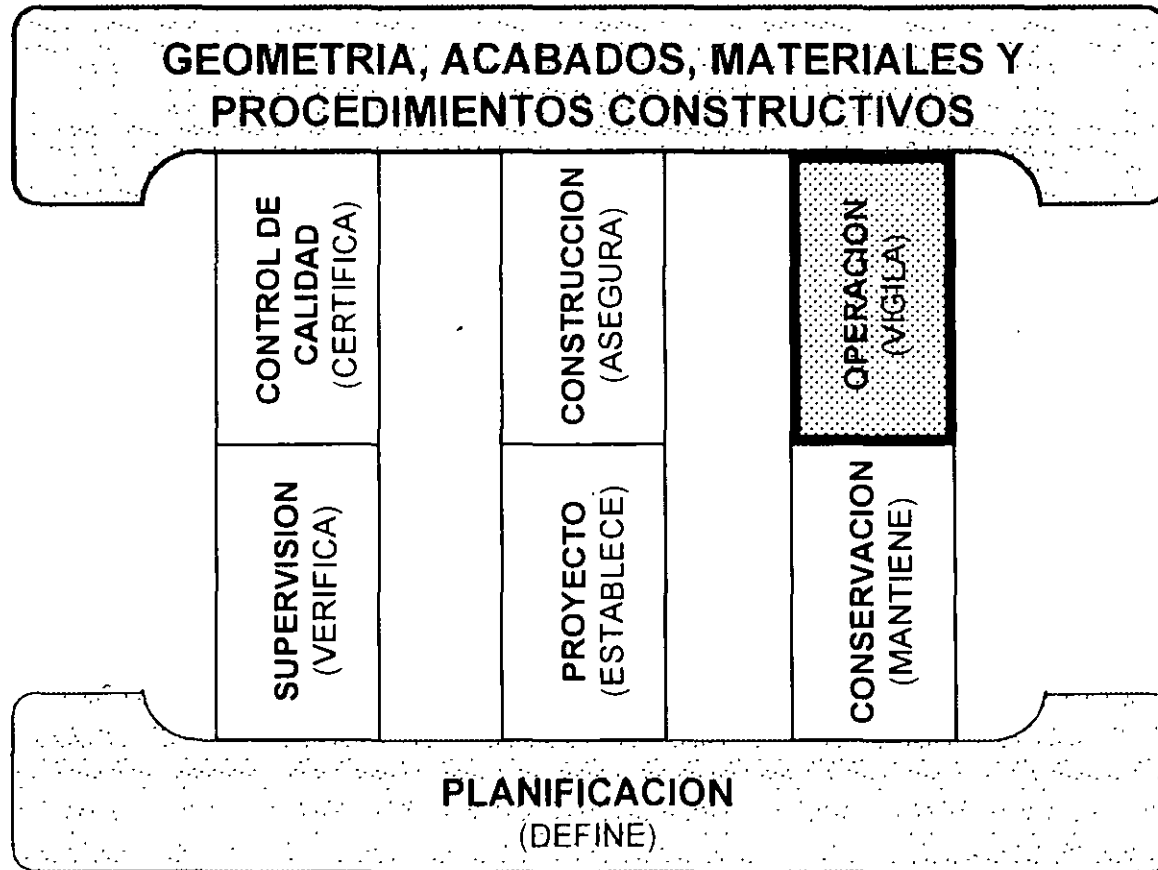 GEOMETRIA, ACABADOS, MATERIALES Y
PROCEDIMIENTOS CONSTRUCTIVOS
CONTROL DE
CALIDAD
(CERTIFICA)
CONSTRUCCION
(ASEGURA)
OPERACION
(VIGILA)
SUPERVISION
(VERIFICA)
PROYECTO
(ESTABLECE)
CONSERVACION
(MANTIENE)
PLANIFICACION
(DEFINE)